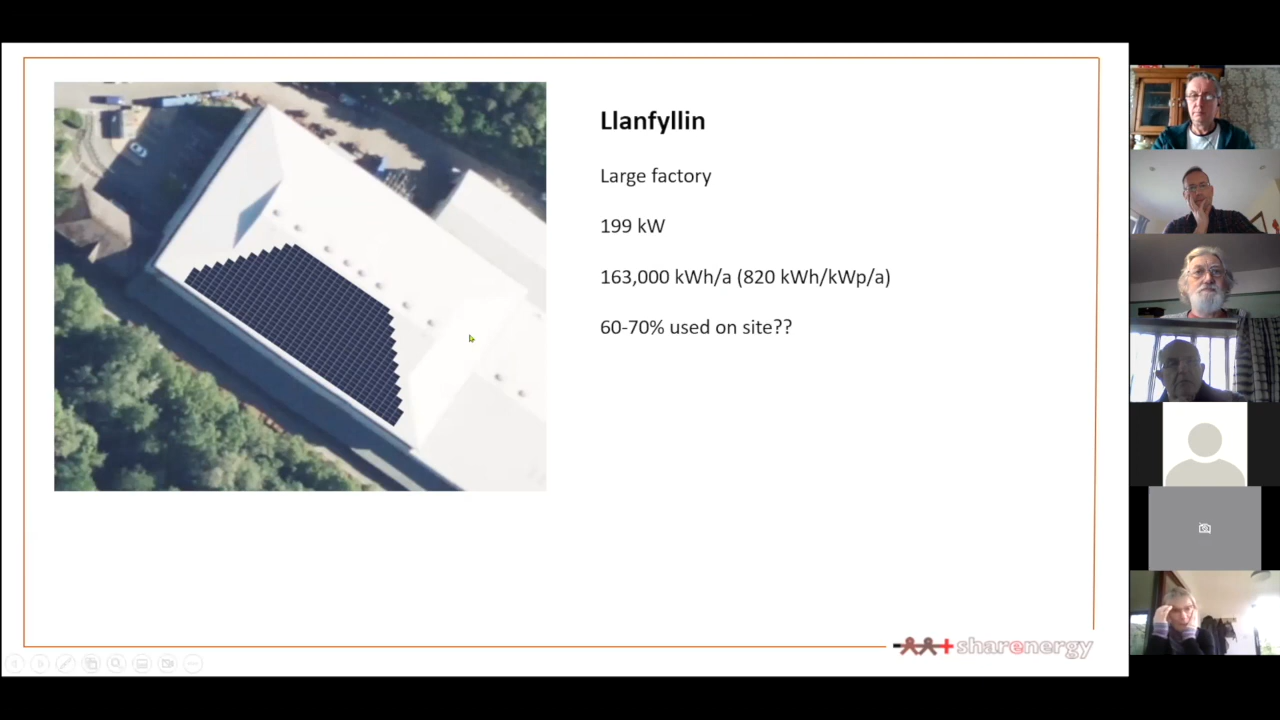 Llanfyllin
Large factory
199 kW
163,000 kWh/a (820 kWh/kWp/a)
60-70% used on site??
sharenergy